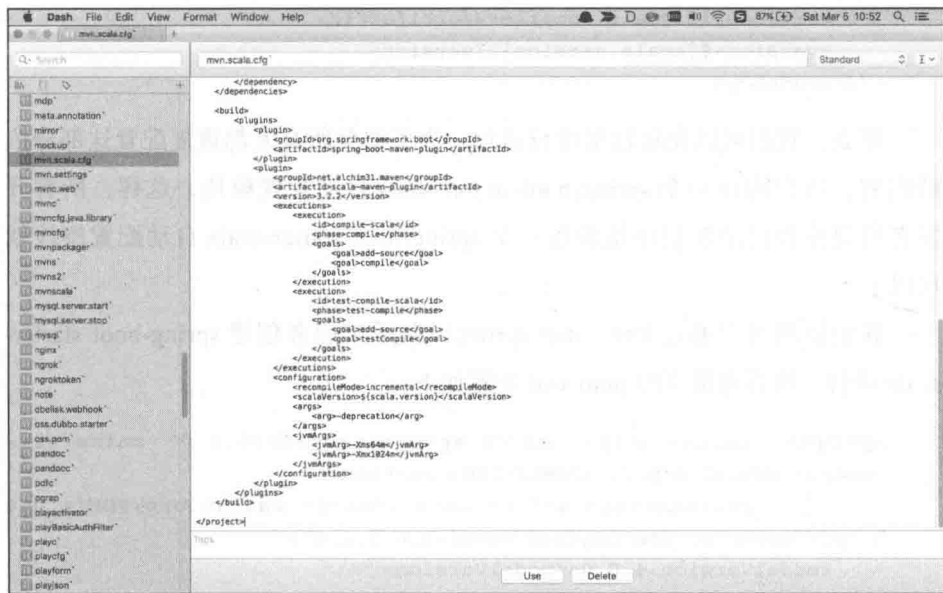 Dash File Edit View Format Window Help
87% Sat Mar 5 10:52
mvn.scala.cfg`
Search
mvn.scala.cfg`
Standard
mdp`
meta.annotation`
mirror
mockup`
mvn.scala.cfg`
mvn.settings`
mvnc.web`
mvnc`
mvncfg.java.library`
mvncfg`
mvnpackager`
mvns`
mvns2`
mvnscala`
mysql.server.start`
mysql.server.stop`
mysql`
nginx`
ngrok`
ngroktoken`
note`
obelisk.webhook`
oss.dubbo.starter`
oss.pom`
pandoc`
pandocc`
pdfc`
pgrep`
playactivator`
playBasicAuthFilter`
playc`
playcfg`
playform`
playjson`
</dependency>
</dependencies>
<build>
<plugins>
<plugin>
<groupId>org.springframework.boot</groupId>
<artifactId>spring-boot-maven-plugin</artifactId>
</plugin>
<plugin>
<groupId>net.alchim31.maven</groupId>
<artifactId>scala-maven-plugin</artifactId>
<version>3.2.2</version>
<executions>
<execution>
<id>compile-scala</id>
<phase>compile</phase>
<goals>
<goal>add-source</goal>
<goal>compile</goal>
</goals>
</execution>
<execution>
<id>test-compile-scala</id>
<phase>test-compile</phase>
<goals>
<goal>add-source</goal>
<goal>testCompile</goal>
</goals>
</execution>
</executions>
<configuration>
<recompileMode>incremental</recompileMode>
<scalaVersion>${scala.version}</scalaVersion>
<args>
<arg>-deprecation</arg>
</args>
<jvmArgs>
<jvmArg>-Xms64m</jvmArg>
<jvmArg>-Xmx1024m</jvmArg>
</jvmArgs>
</configuration>
</plugin>
</plugins>
</build>
</project>
Tags
Use Delete